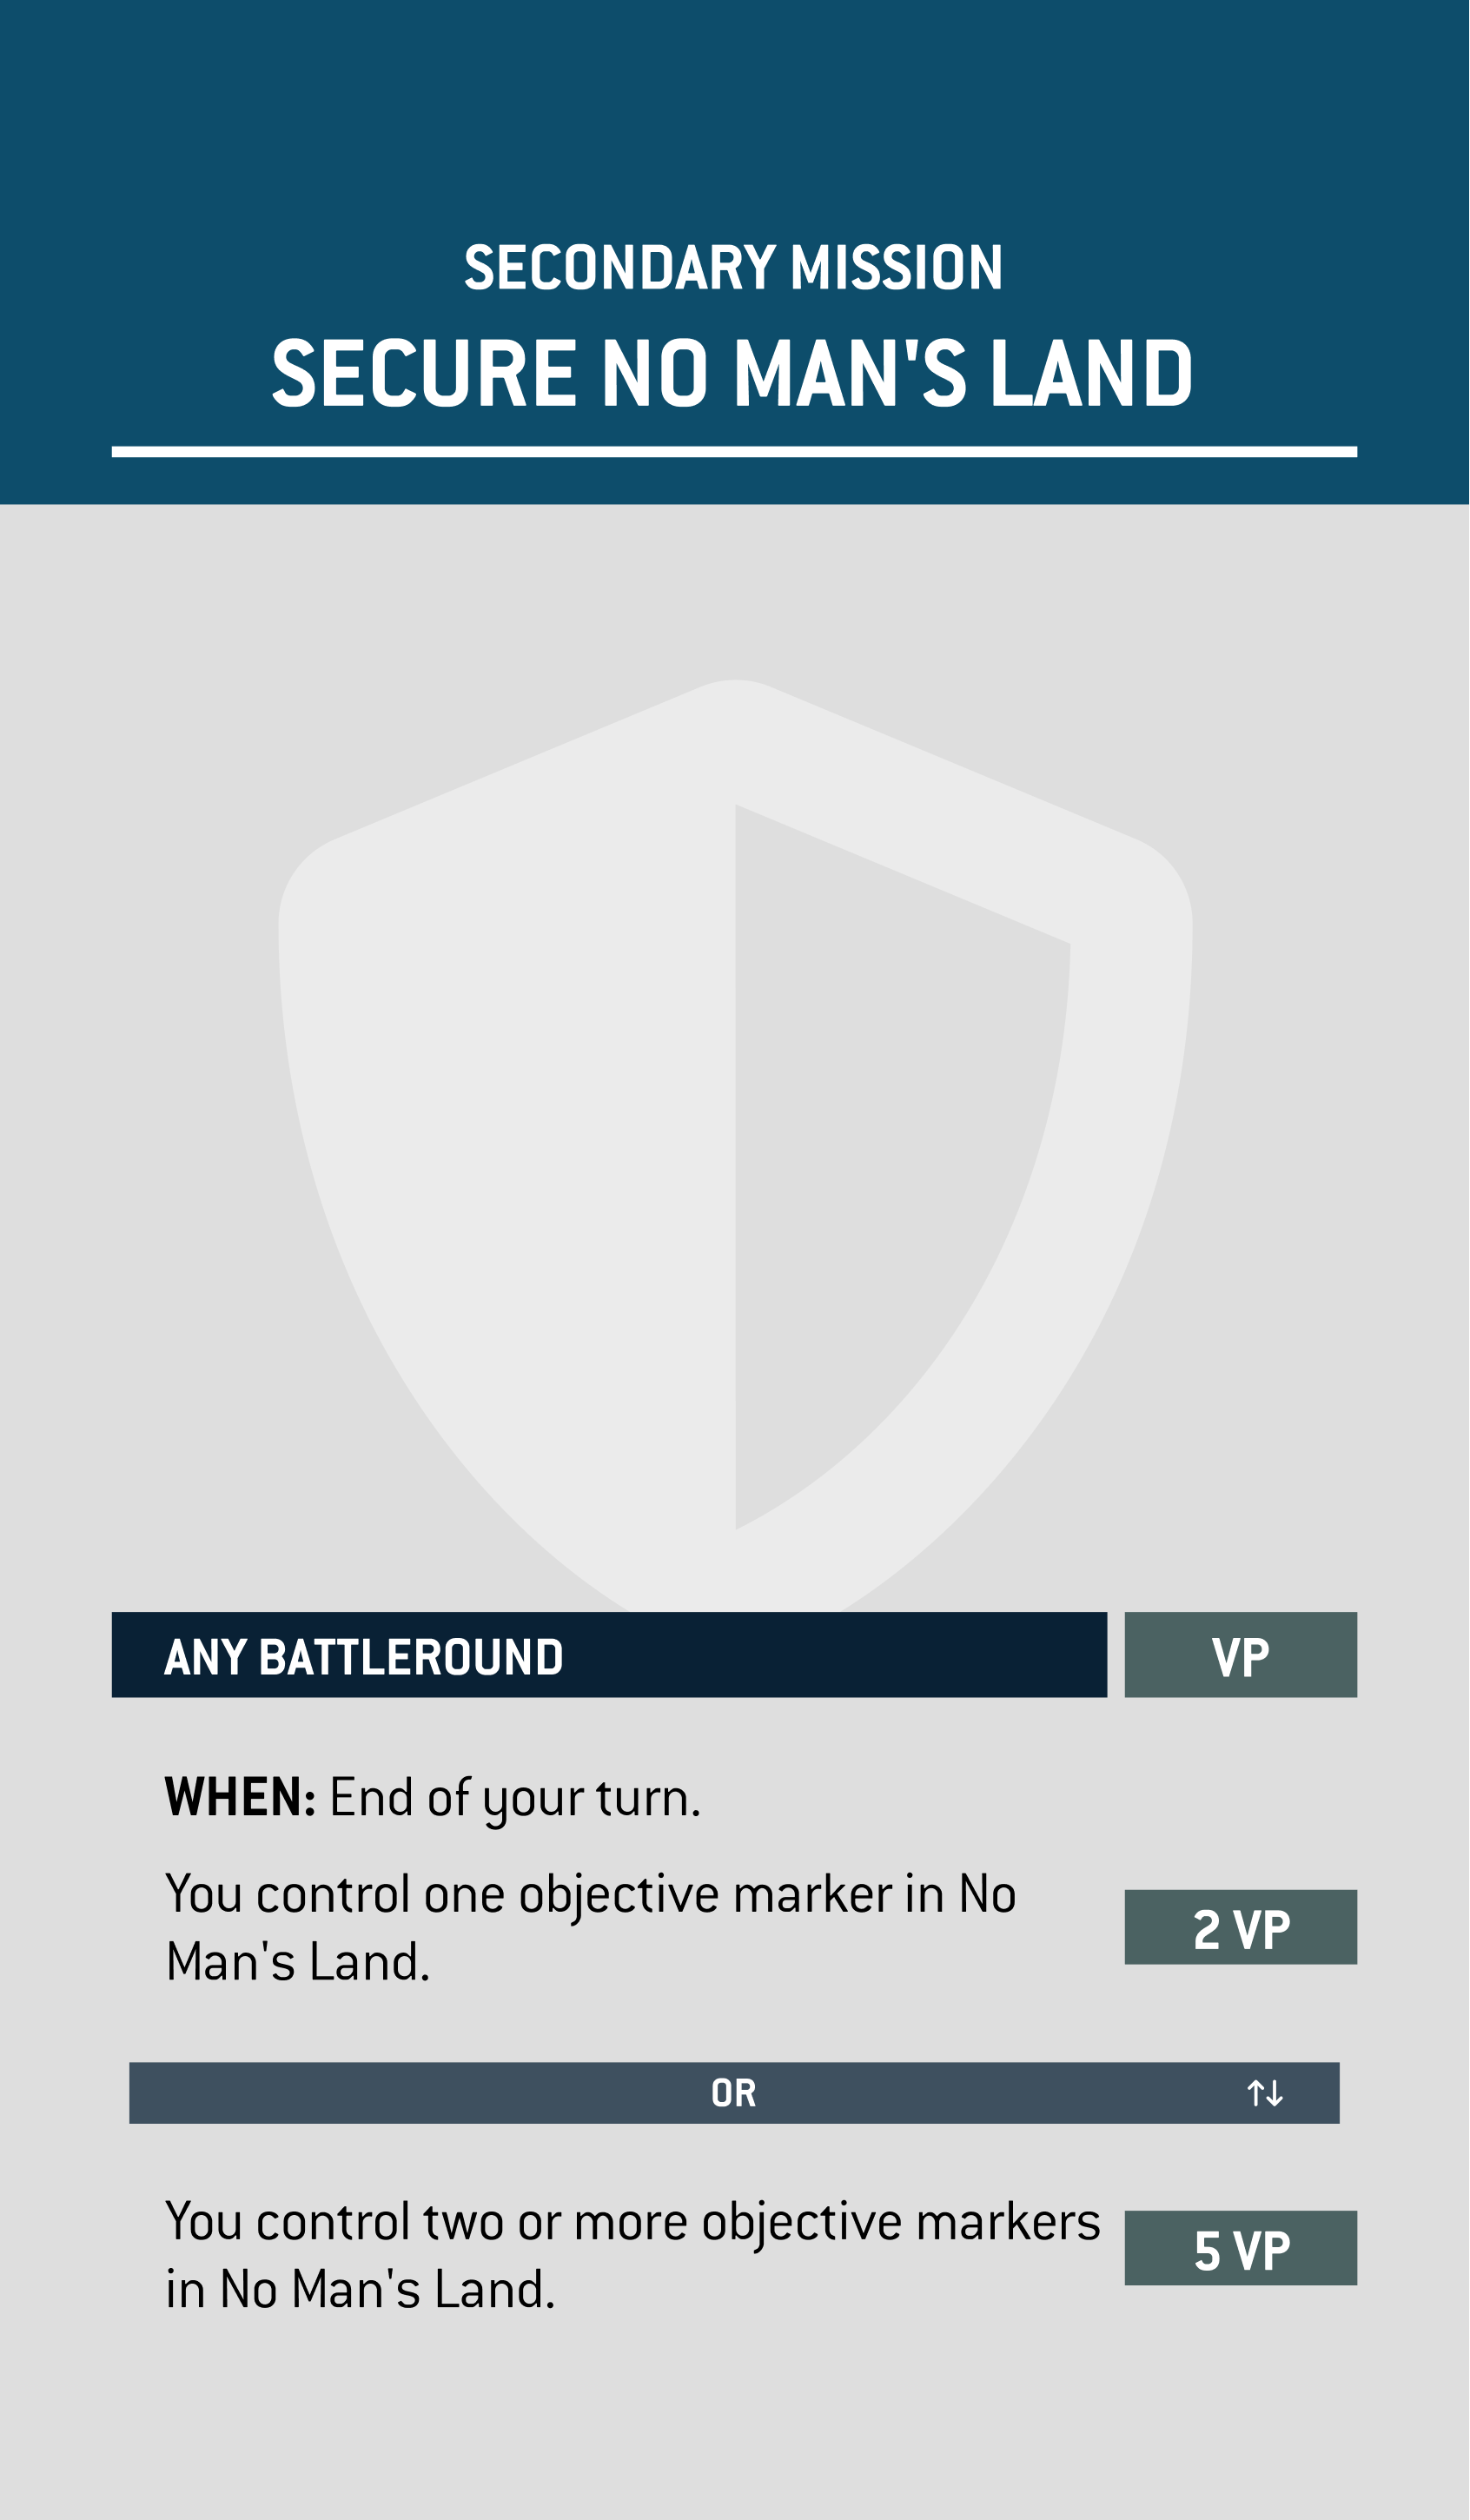 SECONDARY MISSION
SECURE NO MAN'S LAND
ANY BATTLEROUND
VP
WHEN: End of your turn.
You control one objective marker in No
Man's Land.
2 VP
OR
You control two or more objective markers
in No Man's Land.
5 VP